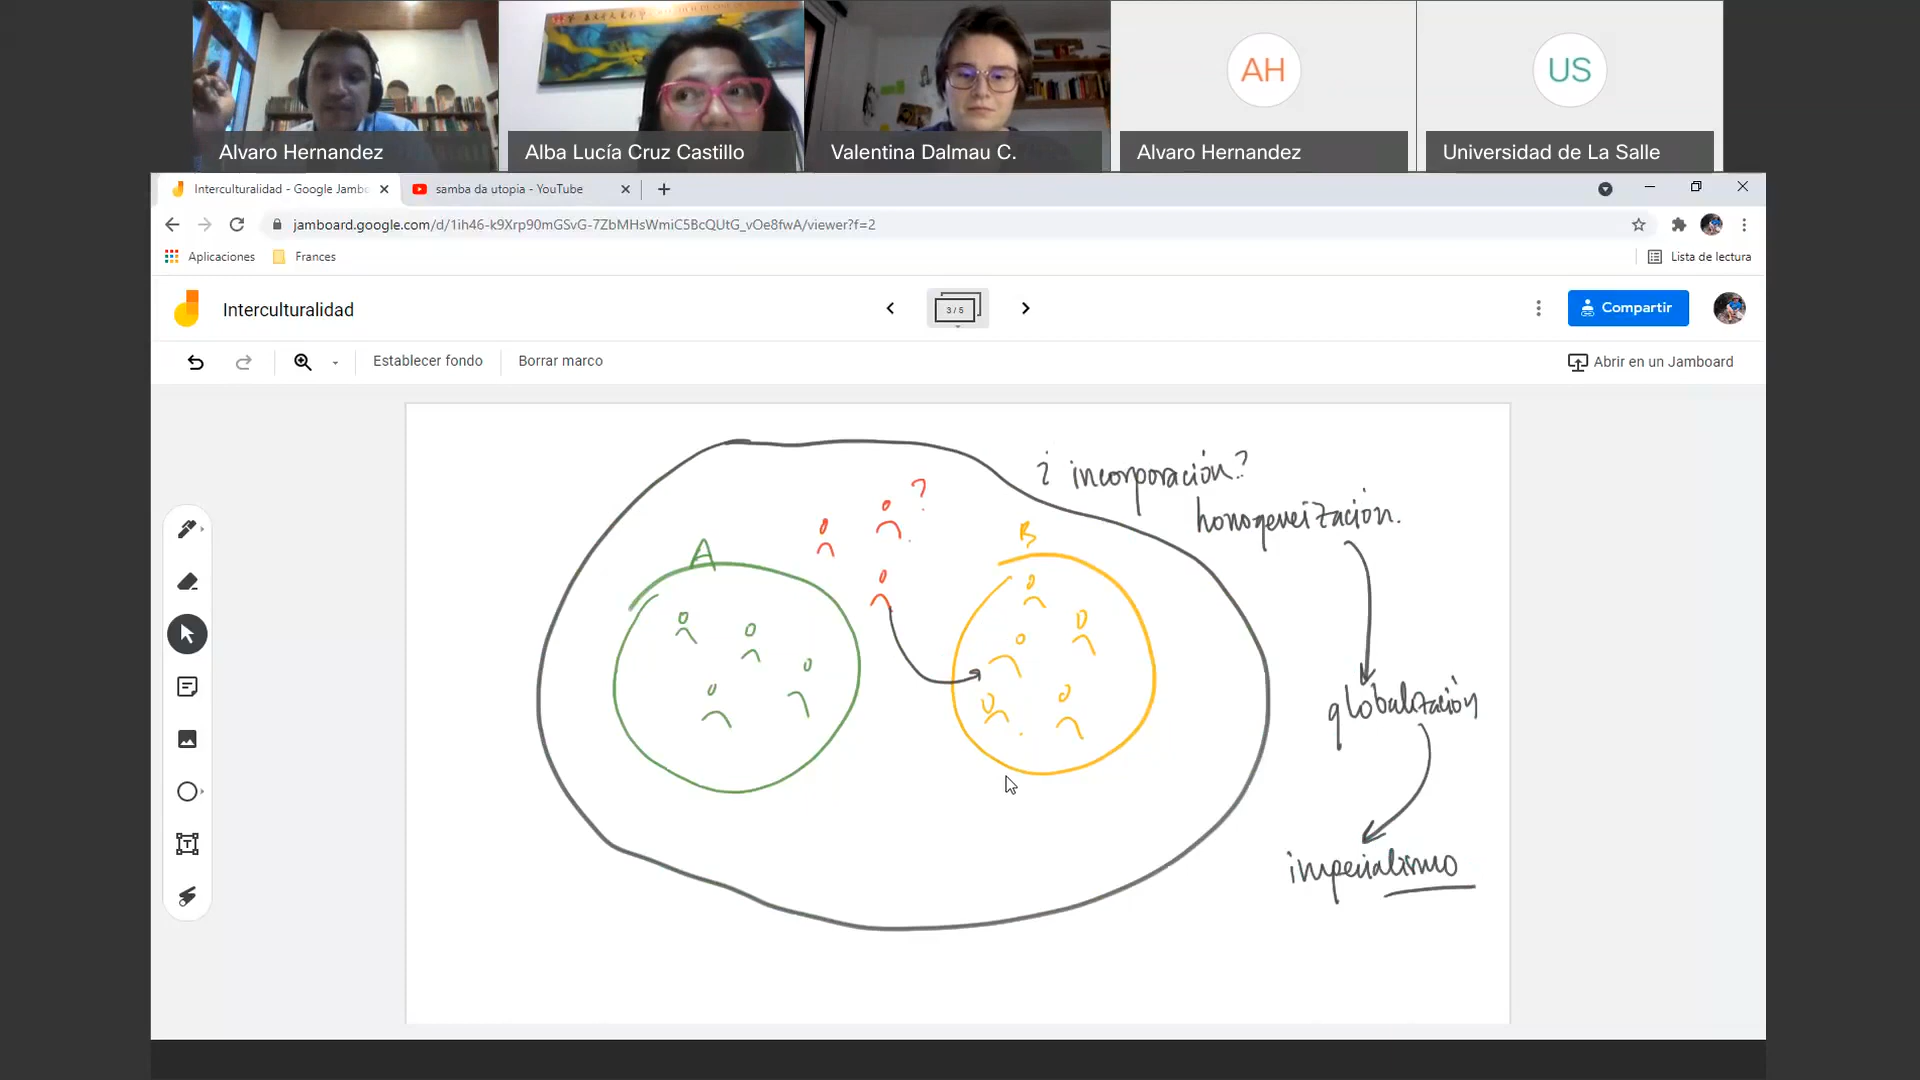 AH
US
Alvaro Hernandez
Alba Lucía Cruz Castillo
Valentina Dalmau C.
Alvaro Hernandez
Universidad de La Salle
Interculturalidad - Google Jambo
samba da utopia - YouTube
jamboard.google.com/d/1ih46-k9Xrp90mGSvG-7ZbMHsWmiC5BcQUtG_vOe8fwA/viewer?f=2
Aplicaciones
Frances
Lista de lectura
Interculturalidad
3 / 5
Compartir
Establecer fondo
Borrar marco
Abrir en un Jamboard
¿ incorporación?
homogeneización.
?
A
B
globalización
imperialismo